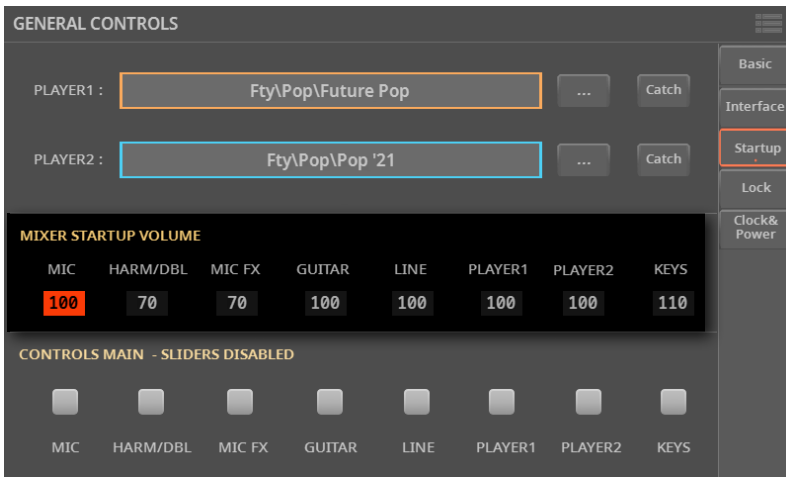 GENERAL CONTROLS
Basic
PLAYER1 : Fty\Pop\Future Pop ... Catch
Interface
PLAYER2 : Fty\Pop\Pop '21 ... Catch
Startup
Lock
Clock&
Power
MIXER STARTUP VOLUME
MIC HARM/DBL MIC FX GUITAR LINE PLAYER1 PLAYER2 KEYS
100 70 70 100 100 100 100 110
CONTROLS MAIN - SLIDERS DISABLED
MIC HARM/DBL MIC FX GUITAR LINE PLAYER1 PLAYER2 KEYS